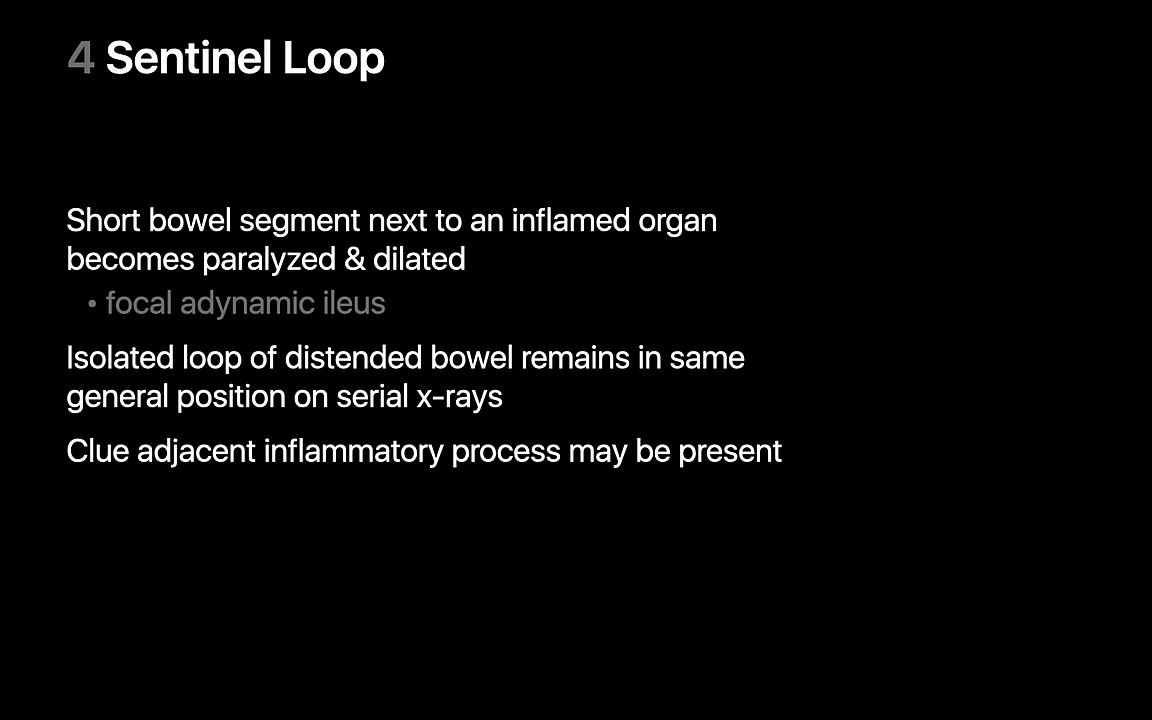 4 Sentinel Loop
Short bowel segment next to an inflamed organ
becomes paralyzed & dilated
• focal adynamic ileus
Isolated loop of distended bowel remains in same
general position on serial x-rays
Clue adjacent inflammatory process may be present